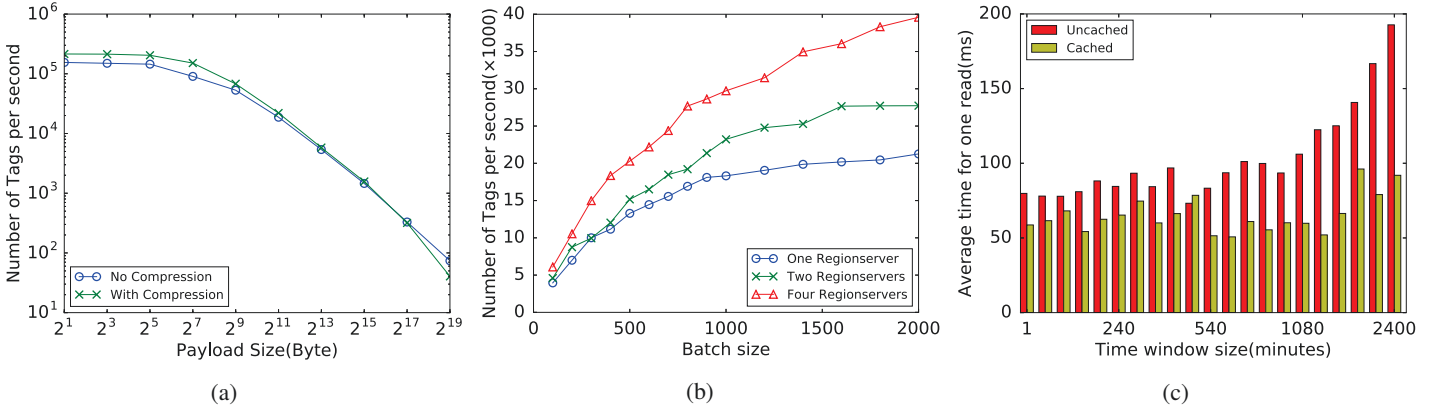 Number of Tags per second
10^6
10^5
10^4
10^3
10^2
10^1
No Compression
With Compression
2^1 2^3 2^5 2^7 2^9 2^11 2^13 2^15 2^17 2^19
Payload Size(Byte)
(a)
Number of Tags per second(×1000)
40
35
30
25
20
15
10
5
0
One Regionserver
Two Regionservers
Four Regionservers
0 500 1000 1500 2000
Batch size
(b)
Average time for one read(ms)
200
150
100
50
0
Uncached
Cached
1 240 540 1080 2400
Time window size(minutes)
(c)